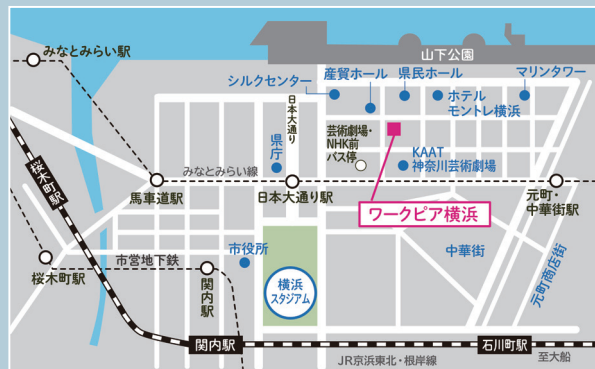 山下公園
みなとみらい駅
シルクセンター
産貿ホール
県民ホール
マリンタワー
ホテル
モントレ横浜
日本大通り
芸術劇場・
NHK前
バス停
KAAT
神奈川芸術劇場
県庁
みなとみらい線
桜木町駅
馬車道駅
日本大通り駅
元町・
中華街駅
ワークピア横浜
市役所
中華街
元町商店街
桜木町駅
市営地下鉄
関内駅
横浜
スタジアム
関内駅
石川町駅
JR京浜東北・根岸線
至大船